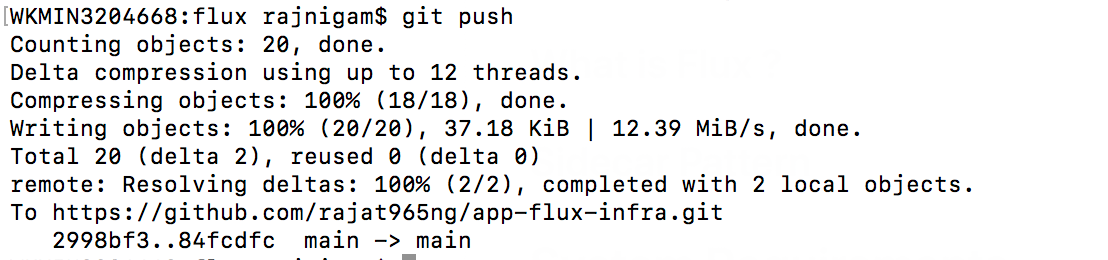 [WKMIN3204668:flux rajnigam$ git push
Counting objects: 20, done.
Delta compression using up to 12 threads.
Compressing objects: 100% (18/18), done.
Writing objects: 100% (20/20), 37.18 KiB | 12.39 MiB/s, done.
Total 20 (delta 2), reused 0 (delta 0)
remote: Resolving deltas: 100% (2/2), completed with 2 local objects.
To https://github.com/rajat965ng/app-flux-infra.git
   2998bf3..84fcdfc  main -> main